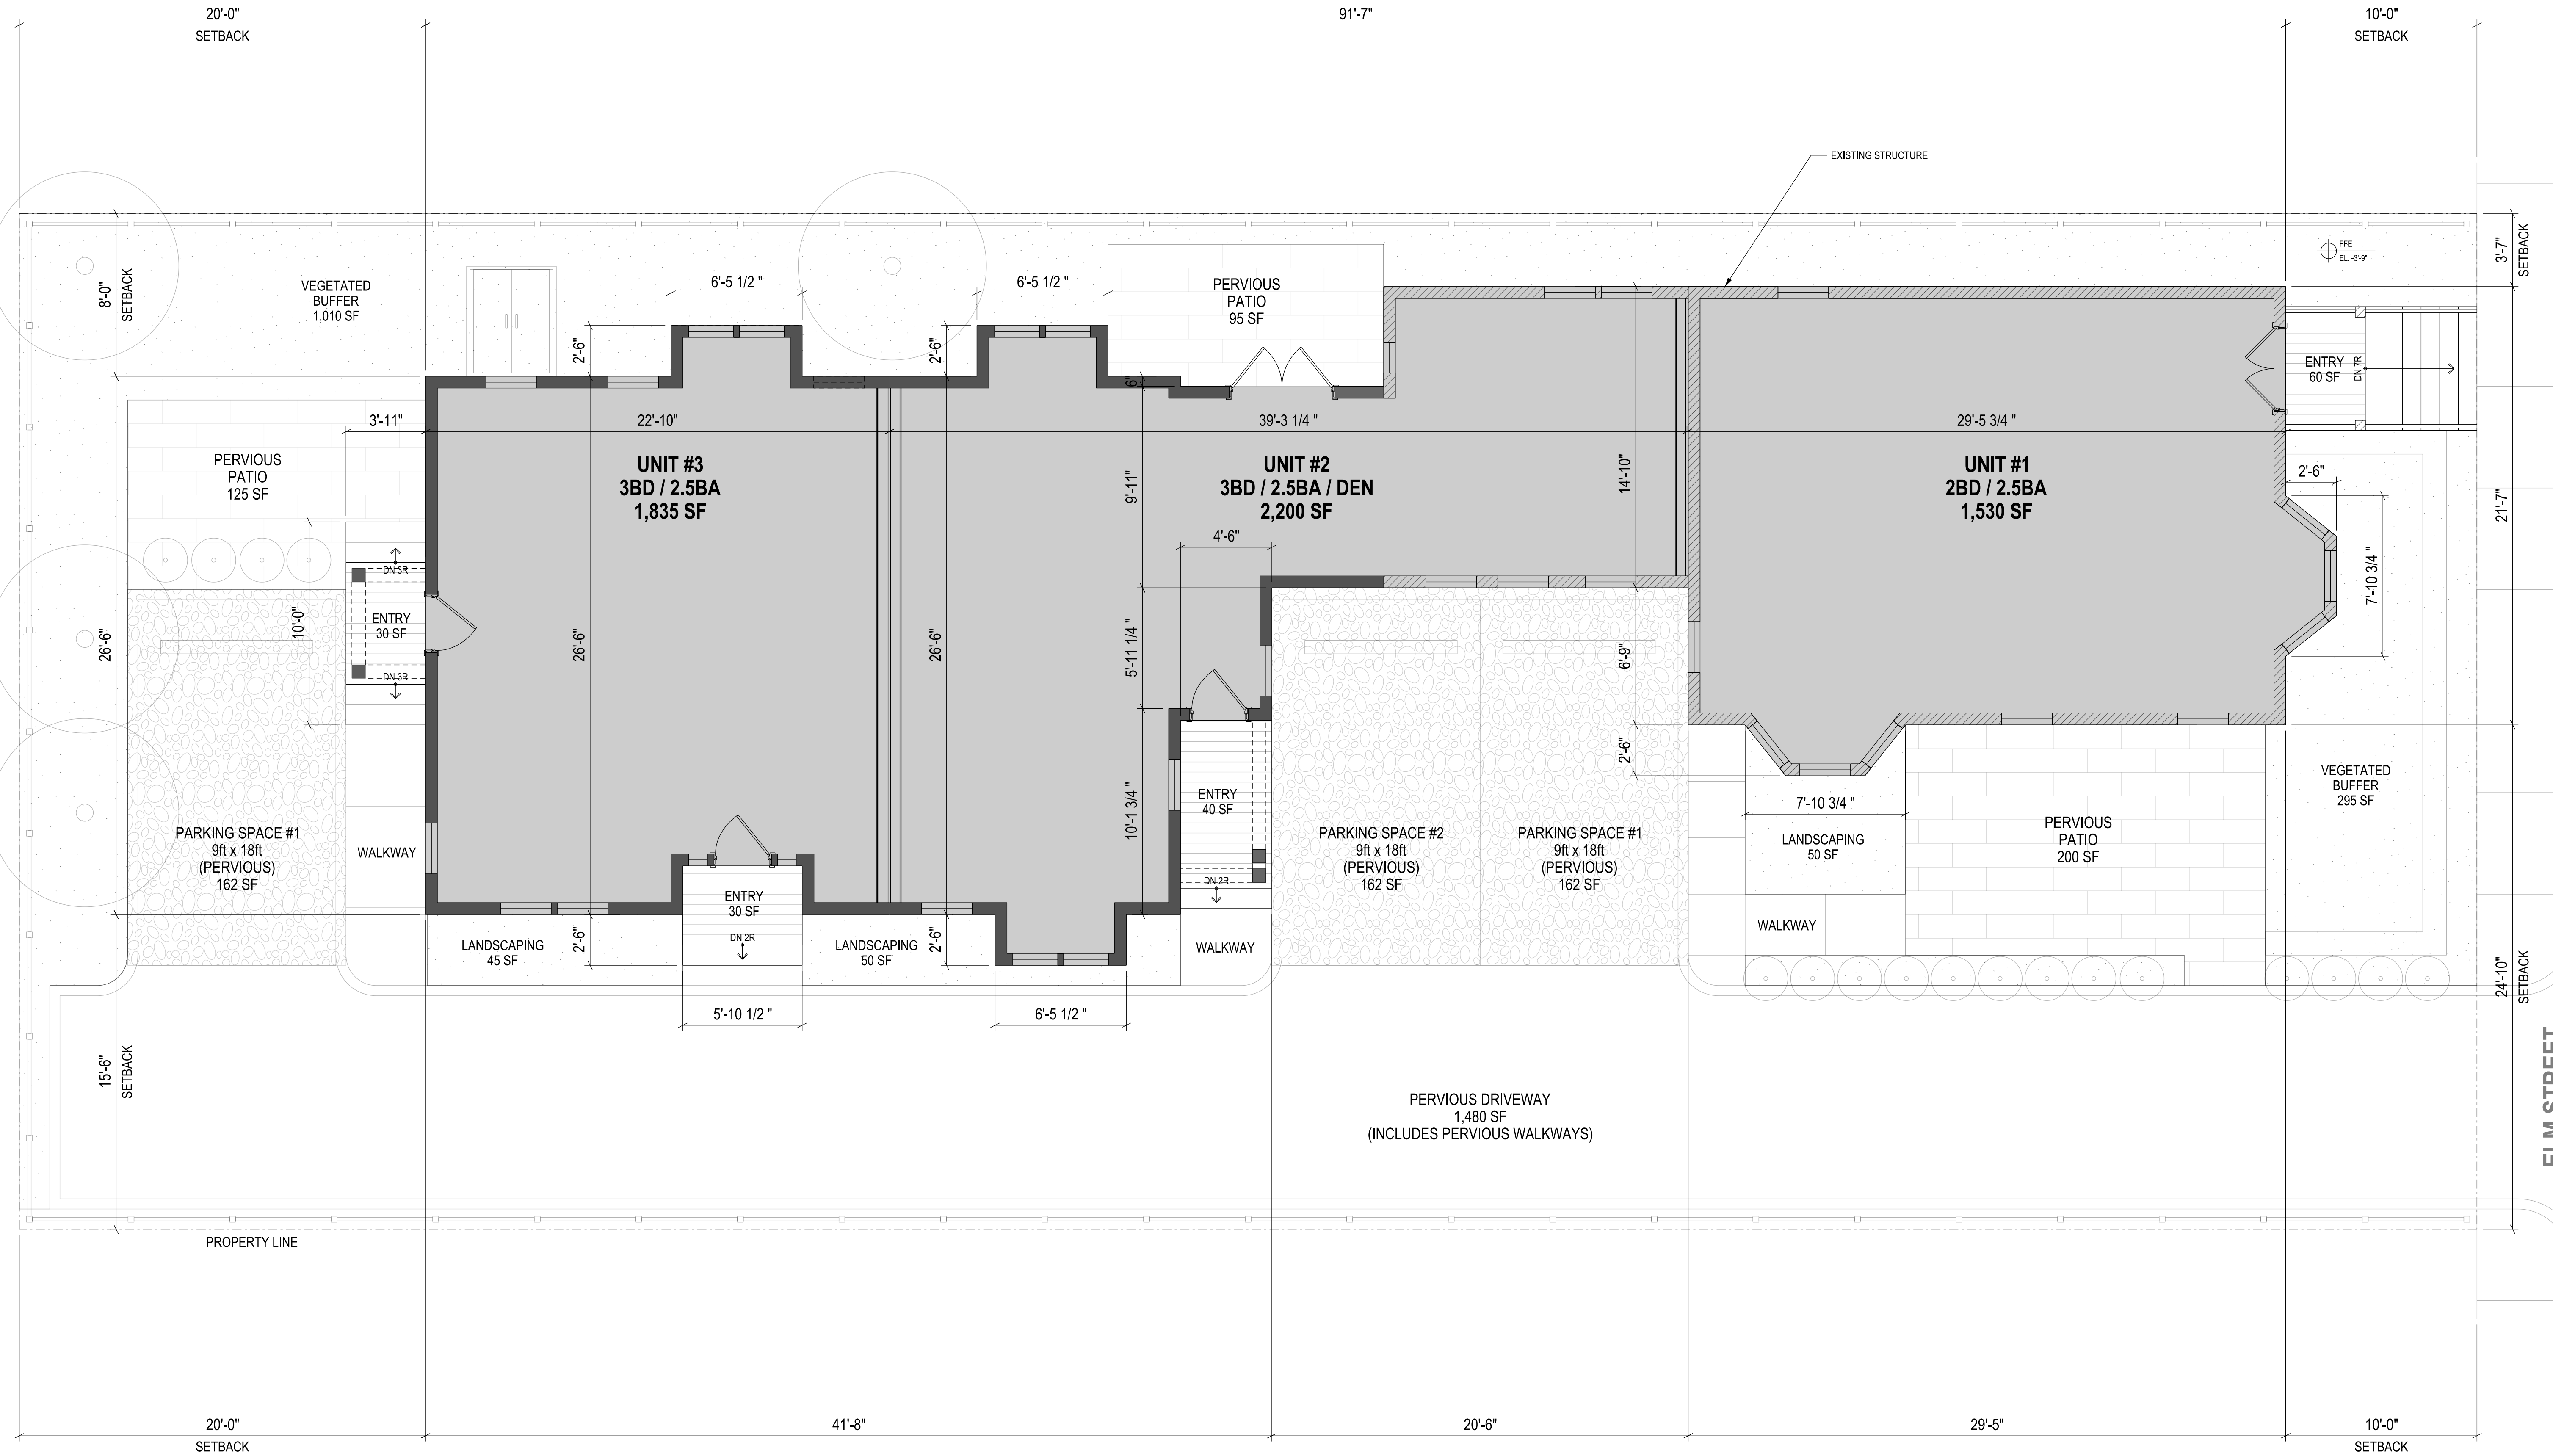 20'-0"
SETBACK
91'-7"
10'-0"
SETBACK
EXISTING STRUCTURE
8'-0"
SETBACK
VEGETATED
BUFFER
1,010 SF
6'-5 1/2 "
6'-5 1/2 "
2'-6"
2'-6"
PERVIOUS
PATIO
95 SF
6"
FFE
EL. -3'-9"
3'-7"
SETBACK
ENTRY
60 SF
DN 7R
3'-11"
22'-10"
39'-3 1/4 "
29'-5 3/4 "
PERVIOUS
PATIO
125 SF
UNIT #3
3BD / 2.5BA
1,835 SF
UNIT #2
3BD / 2.5BA / DEN
2,200 SF
UNIT #1
2BD / 2.5BA
1,530 SF
9'-11"
14'-10"
4'-6"
2'-6"
21'-7"
7'-10 3/4 "
DN 3R
ENTRY
30 SF
DN 3R
10'-0"
26'-6"
26'-6"
26'-6"
5'-11 1/4 "
6'-9"
2'-6"
10'-1 3/4 "
ENTRY
40 SF
DN 2R
PARKING SPACE #1
9ft x 18ft
(PERVIOUS)
162 SF
WALKWAY
PARKING SPACE #2
9ft x 18ft
(PERVIOUS)
162 SF
PARKING SPACE #1
9ft x 18ft
(PERVIOUS)
162 SF
7'-10 3/4 "
LANDSCAPING
50 SF
PERVIOUS
PATIO
200 SF
VEGETATED
BUFFER
295 SF
ENTRY
30 SF
DN 2R
LANDSCAPING
45 SF
2'-6"
LANDSCAPING
50 SF
2'-6"
WALKWAY
WALKWAY
5'-10 1/2 "
6'-5 1/2 "
24'-10"
SETBACK
15'-6"
SETBACK
PERVIOUS DRIVEWAY
1,480 SF
(INCLUDES PERVIOUS WALKWAYS)
ELM STREET
PROPERTY LINE
20'-0"
SETBACK
41'-8"
20'-6"
29'-5"
10'-0"
SETBACK